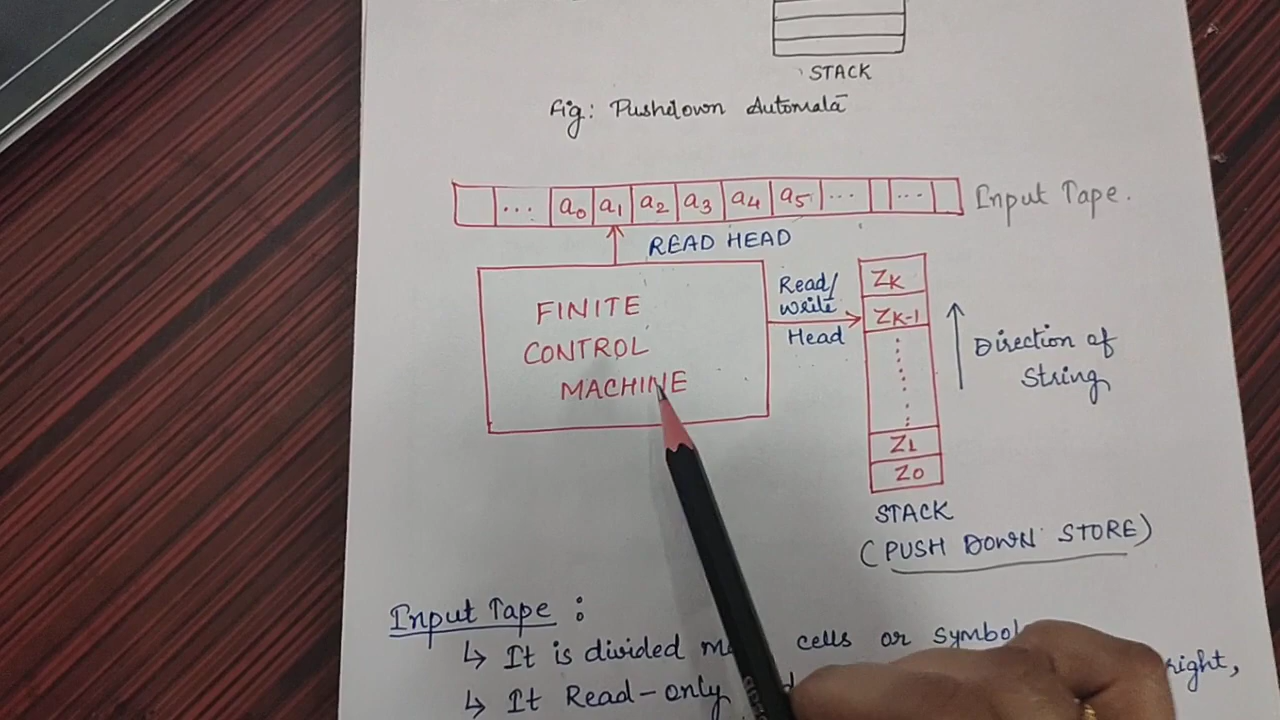 STACK
Fig: Pushdown Automata
... a0 a1 a2 a3 a4 a5 ... ... Input Tape.
READ HEAD
FINITE
CONTROL
MACHINE
Read/
Write
Head
ZK
ZK-1
Z1
Z0
Direction of
String
STACK
(PUSH DOWN STORE)
Input Tape :
↳ It is divided cells or
↳ It Read-only right,